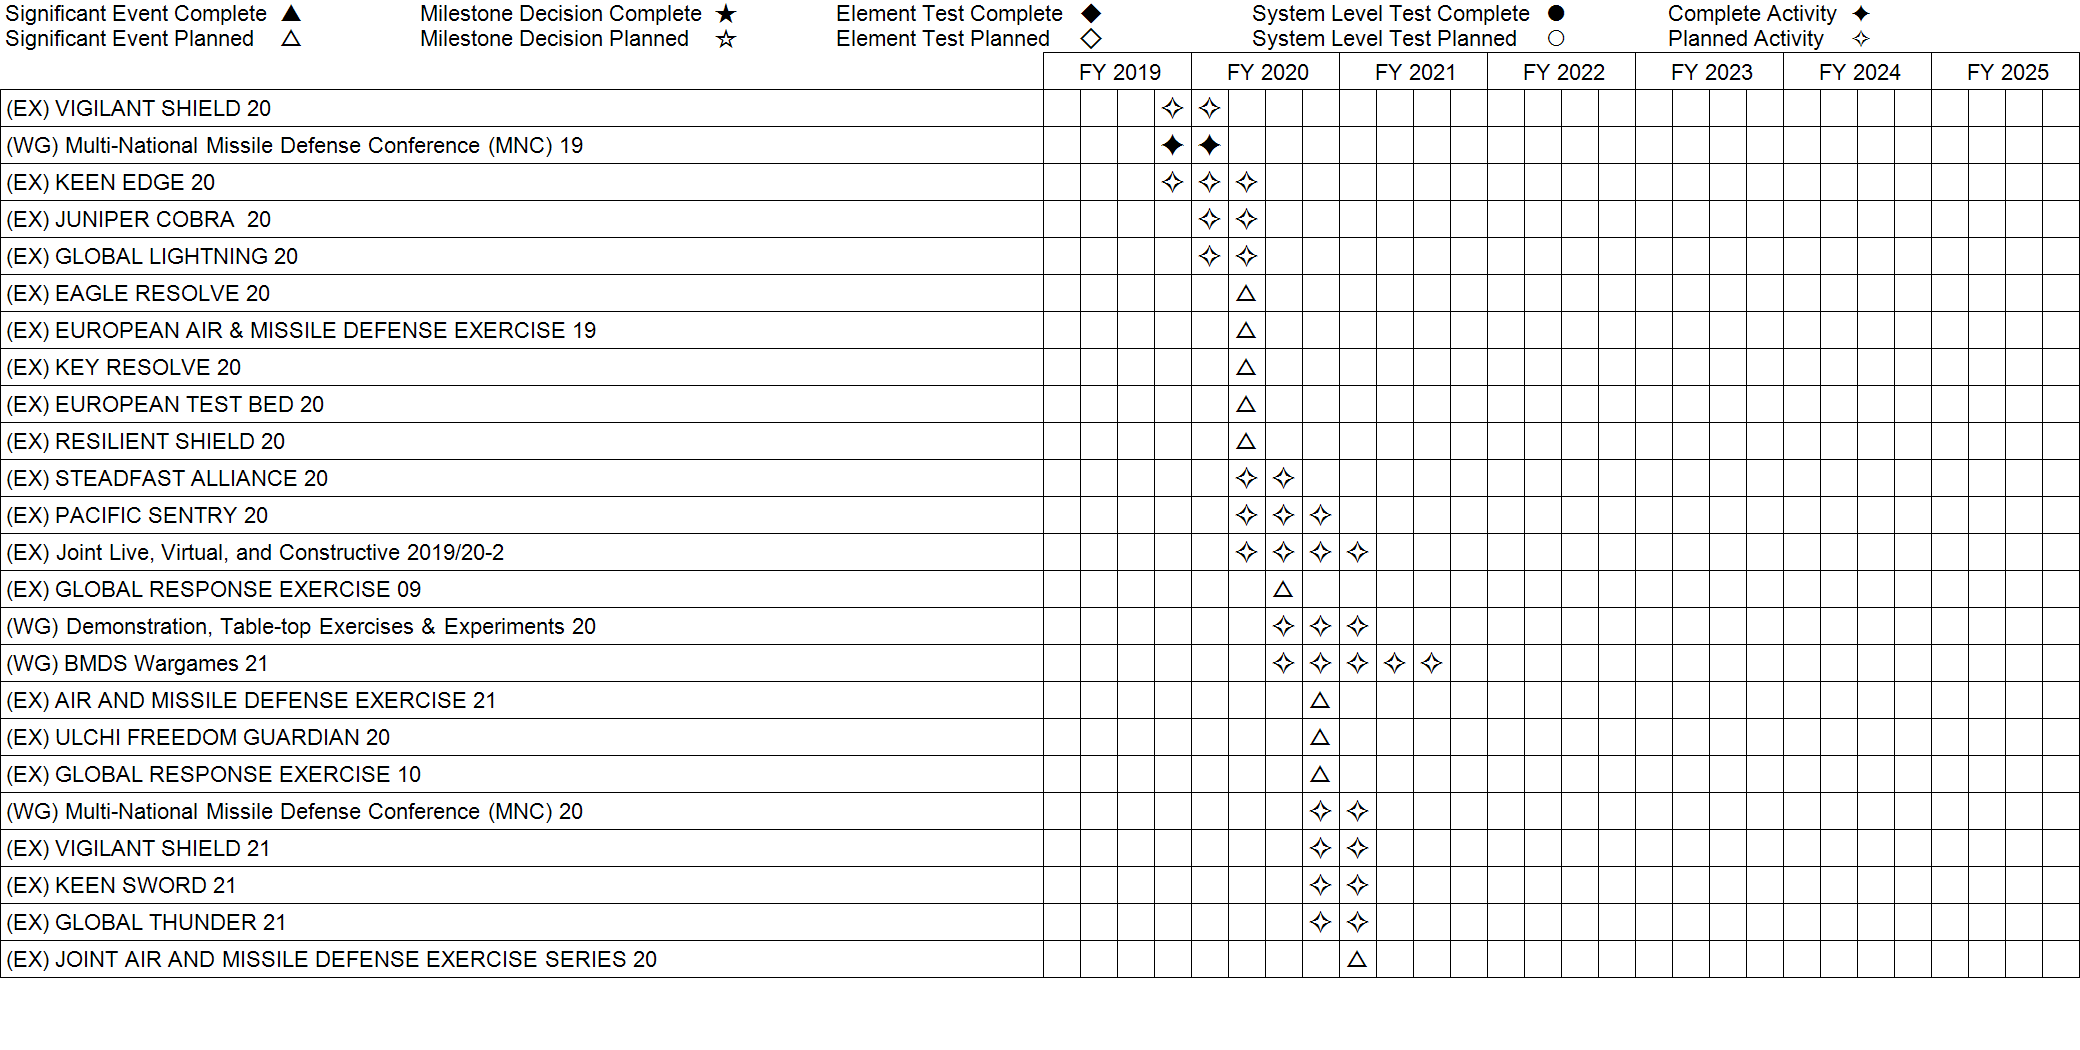 Significant Event Complete ▲ Milestone Decision Complete ★ Element Test Complete ◆ System Level Test Complete ● Complete Activity ✦
Significant Event Planned △ Milestone Decision Planned ☆ Element Test Planned ◇ System Level Test Planned ○ Planned Activity ✧
FY 2019 FY 2020 FY 2021 FY 2022 FY 2023 FY 2024 FY 2025
(EX) VIGILANT SHIELD 20 ✧ ✧
(WG) Multi-National Missile Defense Conference (MNC) 19 ✦ ✦
(EX) KEEN EDGE 20 ✧ ✧ ✧
(EX) JUNIPER COBRA 20 ✧ ✧
(EX) GLOBAL LIGHTNING 20 ✧ ✧
(EX) EAGLE RESOLVE 20 △
(EX) EUROPEAN AIR & MISSILE DEFENSE EXERCISE 19 △
(EX) KEY RESOLVE 20 △
(EX) EUROPEAN TEST BED 20 △
(EX) RESILIENT SHIELD 20 △
(EX) STEADFAST ALLIANCE 20 ✧ ✧
(EX) PACIFIC SENTRY 20 ✧ ✧ ✧
(EX) Joint Live, Virtual, and Constructive 2019/20-2 ✧ ✧ ✧ ✧
(EX) GLOBAL RESPONSE EXERCISE 09 △
(WG) Demonstration, Table-top Exercises & Experiments 20 ✧ ✧ ✧
(WG) BMDS Wargames 21 ✧ ✧ ✧ ✧ ✧
(EX) AIR AND MISSILE DEFENSE EXERCISE 21 △
(EX) ULCHI FREEDOM GUARDIAN 20 △
(EX) GLOBAL RESPONSE EXERCISE 10 △
(WG) Multi-National Missile Defense Conference (MNC) 20 ✧ ✧
(EX) VIGILANT SHIELD 21 ✧ ✧
(EX) KEEN SWORD 21 ✧ ✧
(EX) GLOBAL THUNDER 21 ✧ ✧
(EX) JOINT AIR AND MISSILE DEFENSE EXERCISE SERIES 20 △